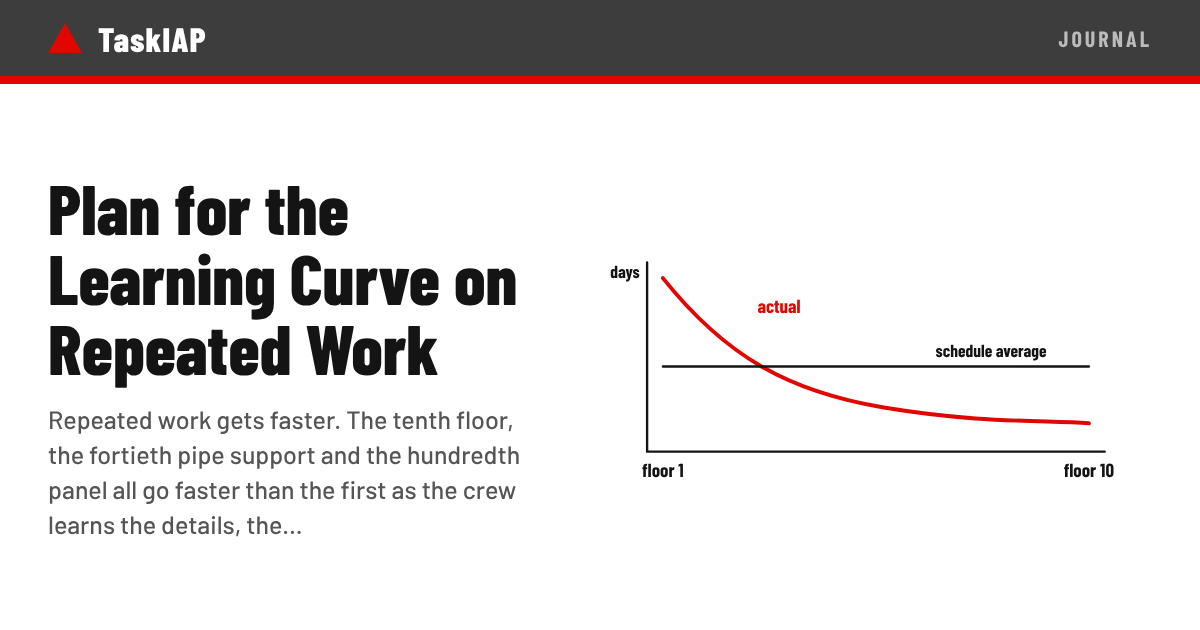 TaskIAP
JOURNAL
Plan for the
Learning Curve on
Repeated Work
Repeated work gets faster. The tenth floor,
the fortieth pipe support and the hundredth
panel all go faster than the first as the crew
learns the details, the...
days
actual
schedule average
floor 1
floor 10